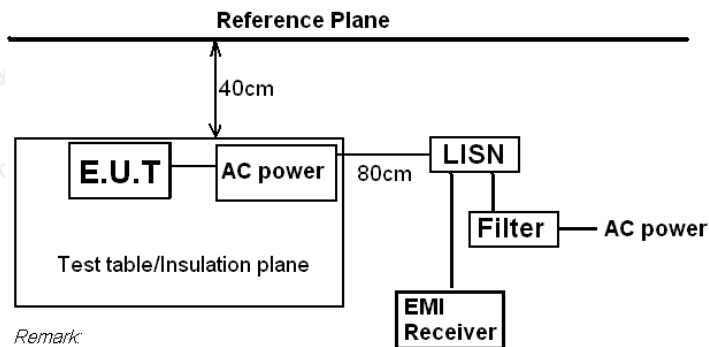 Reference Plane
40cm
E.U.T
AC power
80cm
LISN
Filter
AC power
Test table/Insulation plane
EMI
Receiver
Remark: